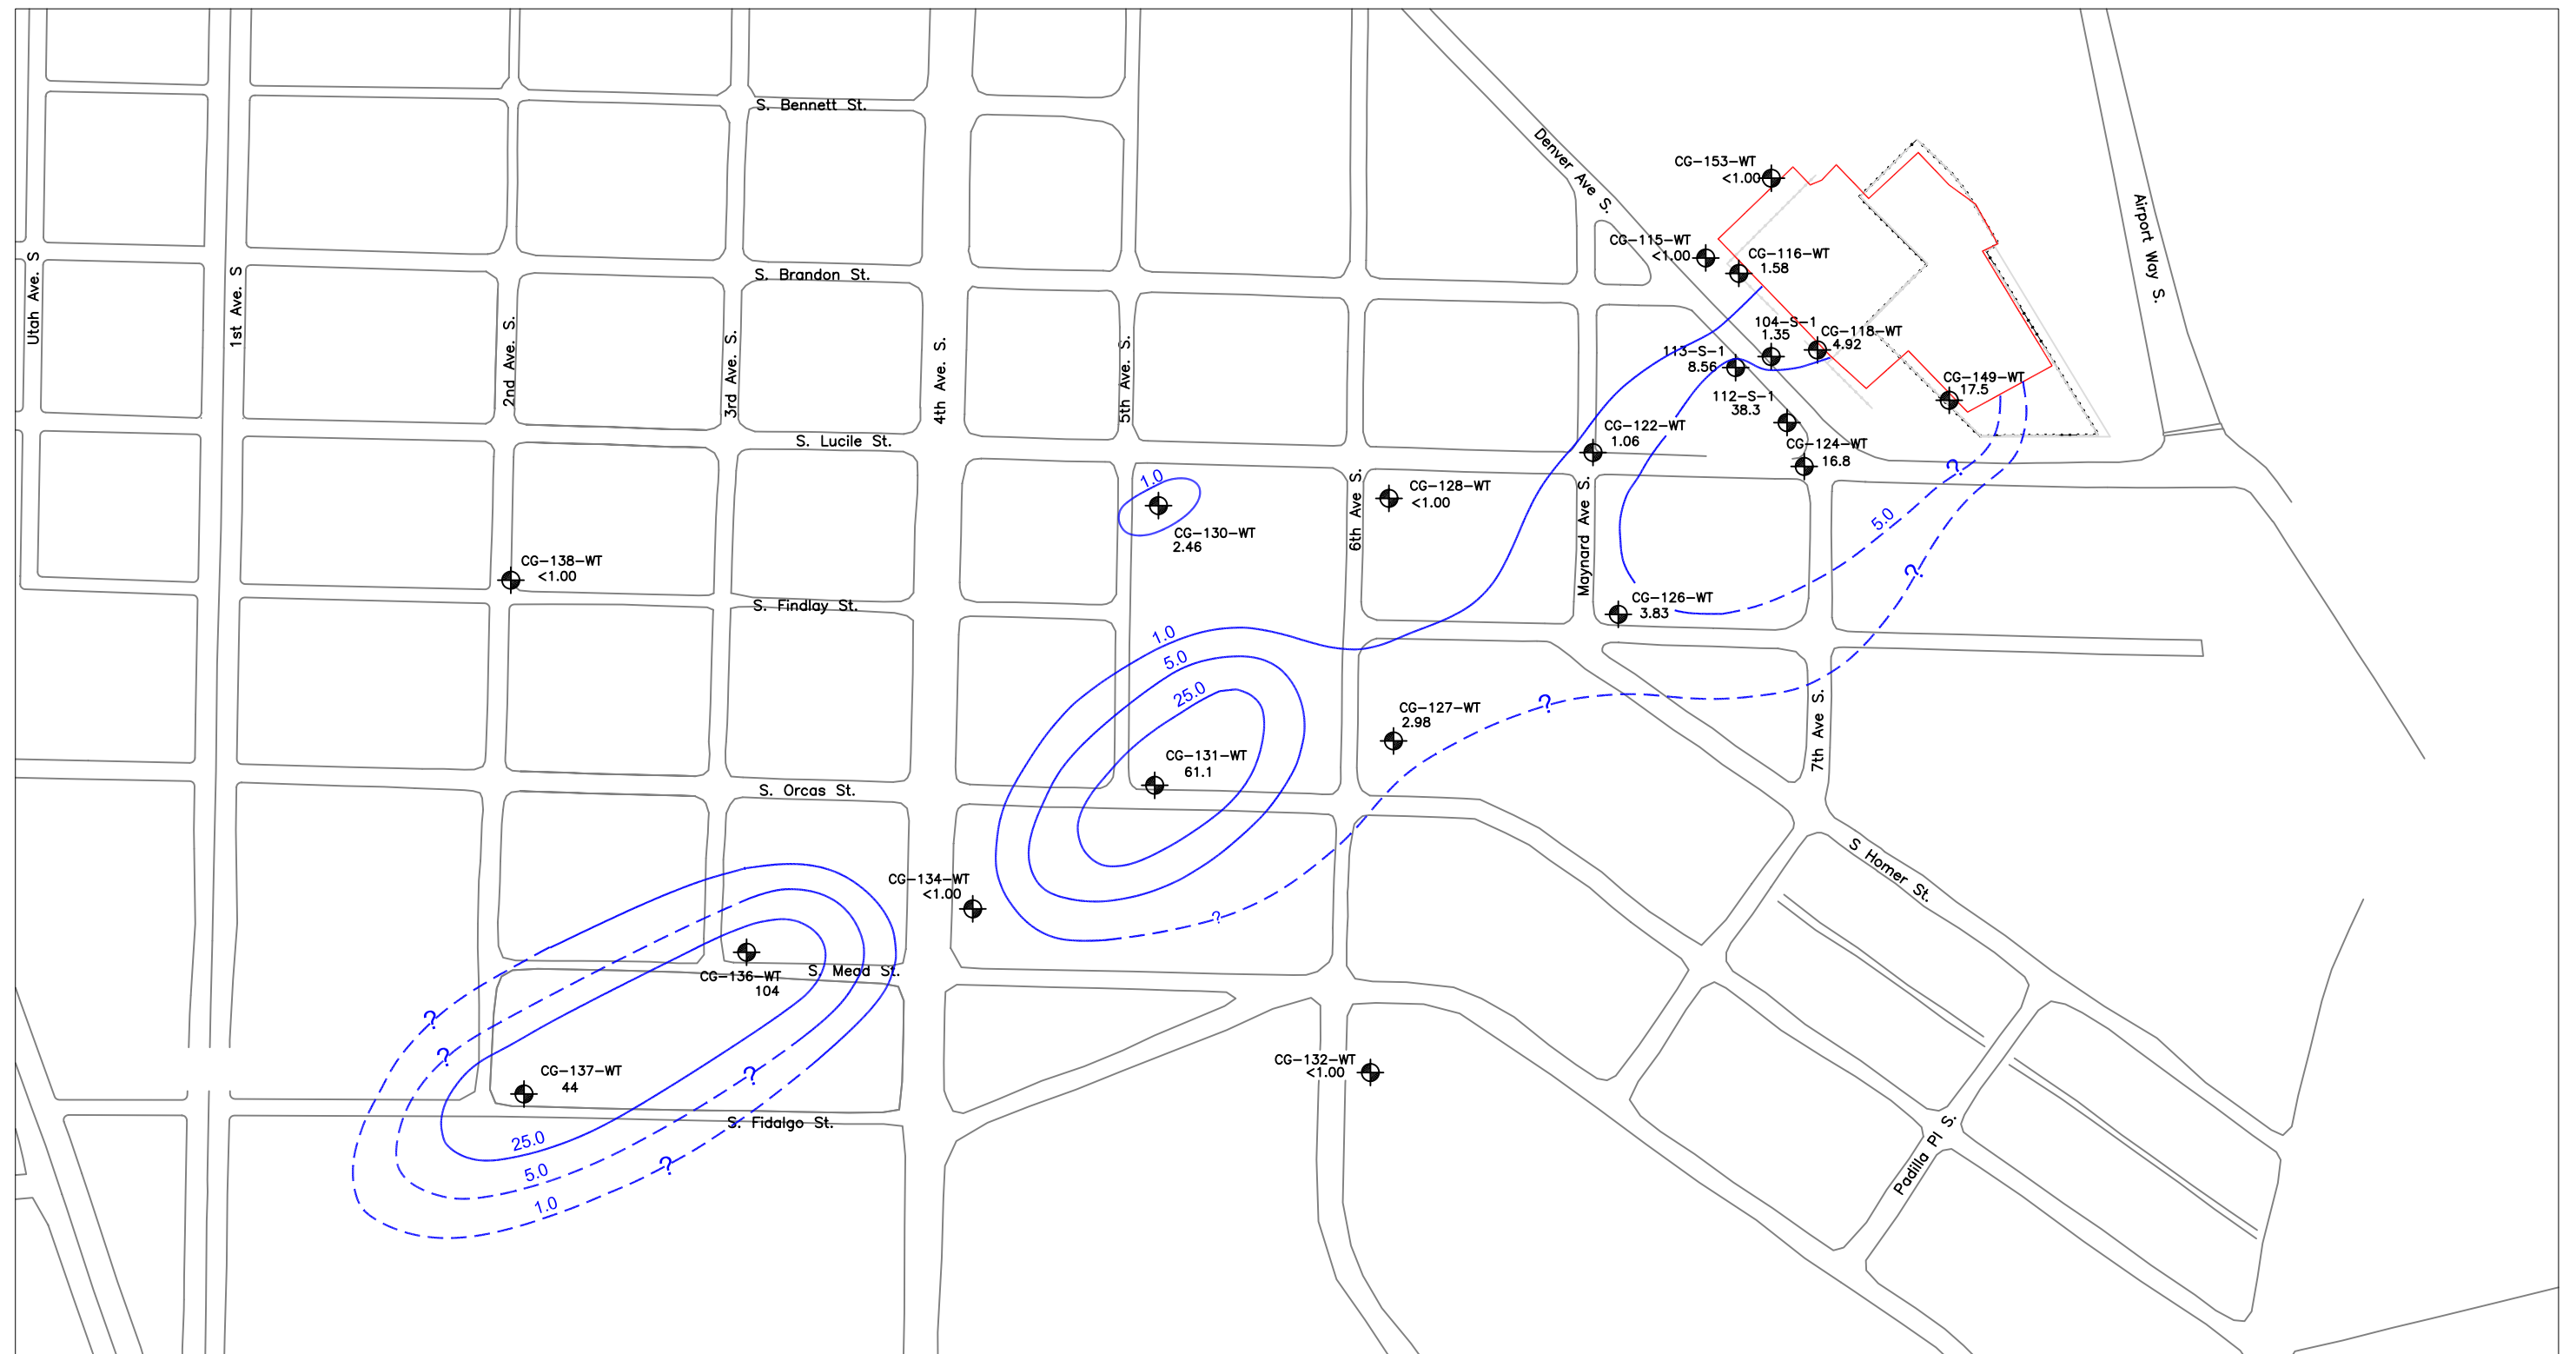 S. Bennett St.
Denver Ave S.
CG-153-WT
<1.00
Airport Way S.
CG-115-WT
<1.00
CG-116-WT
1.58
Utah Ave. S
1st Ave. S
S. Brandon St.
2nd Ave. S.
3rd Ave. S.
4th Ave. S.
5th Ave. S.
104-S-1
1.35
CG-118-WT
4.92
113-S-1
8.56
CG-149-WT
17.5
112-S-1
38.3
CG-122-WT
1.06
S. Lucile St.
CG-124-WT
16.8
?
1.0
6th Ave S.
CG-128-WT
<1.00
Maynard Ave S.
5.0
CG-130-WT
2.46
CG-138-WT
<1.00
?
S. Findlay St.
CG-126-WT
3.83
1.0
5.0
25.0
?
CG-127-WT
2.98
7th Ave S.
CG-131-WT
61.1
S. Orcas St.
S Homer St.
CG-134-WT
<1.00
?
CG-136-WT
104
S. Mead St.
?
?
CG-137-WT
44
?
CG-132-WT
<1.00
S. Fidalgo St.
25.0
5.0
1.0
?
Padilla Pl S.